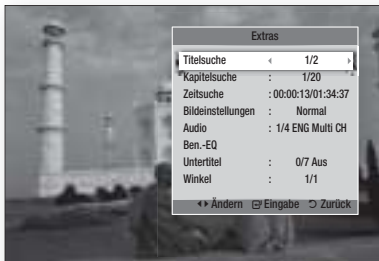 Extras
Titelsuche ◄ 1/2 ►
Kapitelsuche : 1/20
Zeitsuche : 00:00:13/01:34:37
Bildeinstellungen : Normal
Audio : 1/4 ENG Multi CH
Ben.-EQ
Untertitel : 0/7 Aus
Winkel : 1/1
◄► Ändern Eingabe Zurück